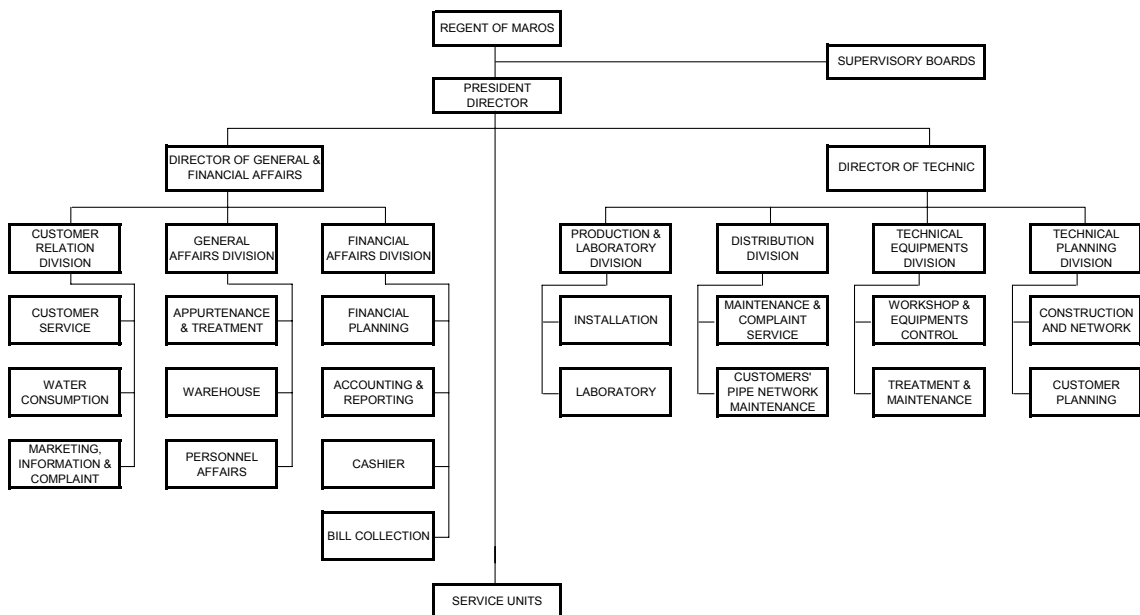 REGENT OF MAROS
SUPERVISORY BOARDS
PRESIDENT
DIRECTOR
DIRECTOR OF GENERAL &
FINANCIAL AFFAIRS
DIRECTOR OF TECHNIC
CUSTOMER
RELATION
DIVISION
GENERAL
AFFAIRS DIVISION
FINANCIAL
AFFAIRS DIVISION
PRODUCTION &
LABORATORY
DIVISION
DISTRIBUTION
DIVISION
TECHNICAL
EQUIPMENTS
DIVISION
TECHNICAL
PLANNING
DIVISION
CUSTOMER
SERVICE
APPURTENANCE
& TREATMENT
FINANCIAL
PLANNING
INSTALLATION
MAINTENANCE &
COMPLAINT
SERVICE
WORKSHOP &
EQUIPMENTS
CONTROL
CONSTRUCTION
AND NETWORK
WATER
CONSUMPTION
WAREHOUSE
ACCOUNTING &
REPORTING
LABORATORY
CUSTOMERS'
PIPE NETWORK
MAINTENANCE
TREATMENT &
MAINTENANCE
CUSTOMER
PLANNING
MARKETING,
INFORMATION &
COMPLAINT
PERSONNEL
AFFAIRS
CASHIER
BILL COLLECTION
SERVICE UNITS